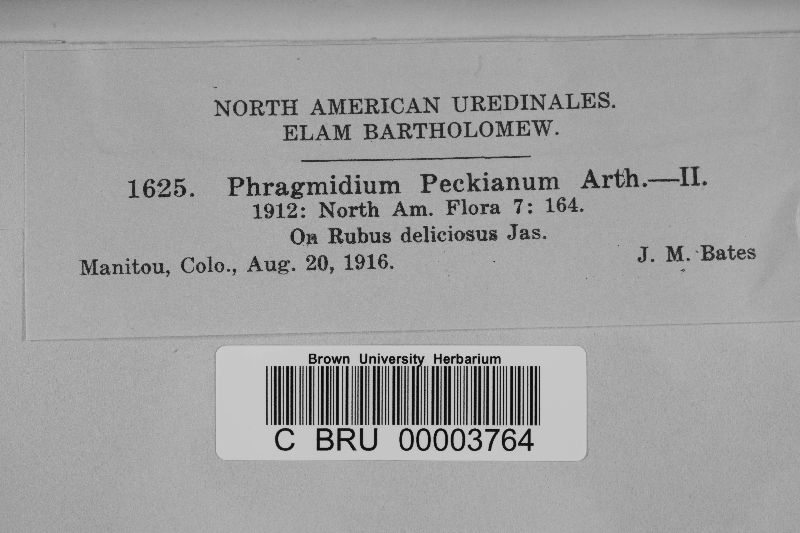 NORTH AMERICAN UREDINALES.
ELAM BARTHOLOMEW.
1625. Phragmidium Peckianum Arth.—II.
1912: North Am. Flora 7: 164.
On Rubus deliciosus Jas.
Manitou, Colo., Aug. 20, 1916. J. M. Bates
Brown University Herbarium
C BRU 00003764